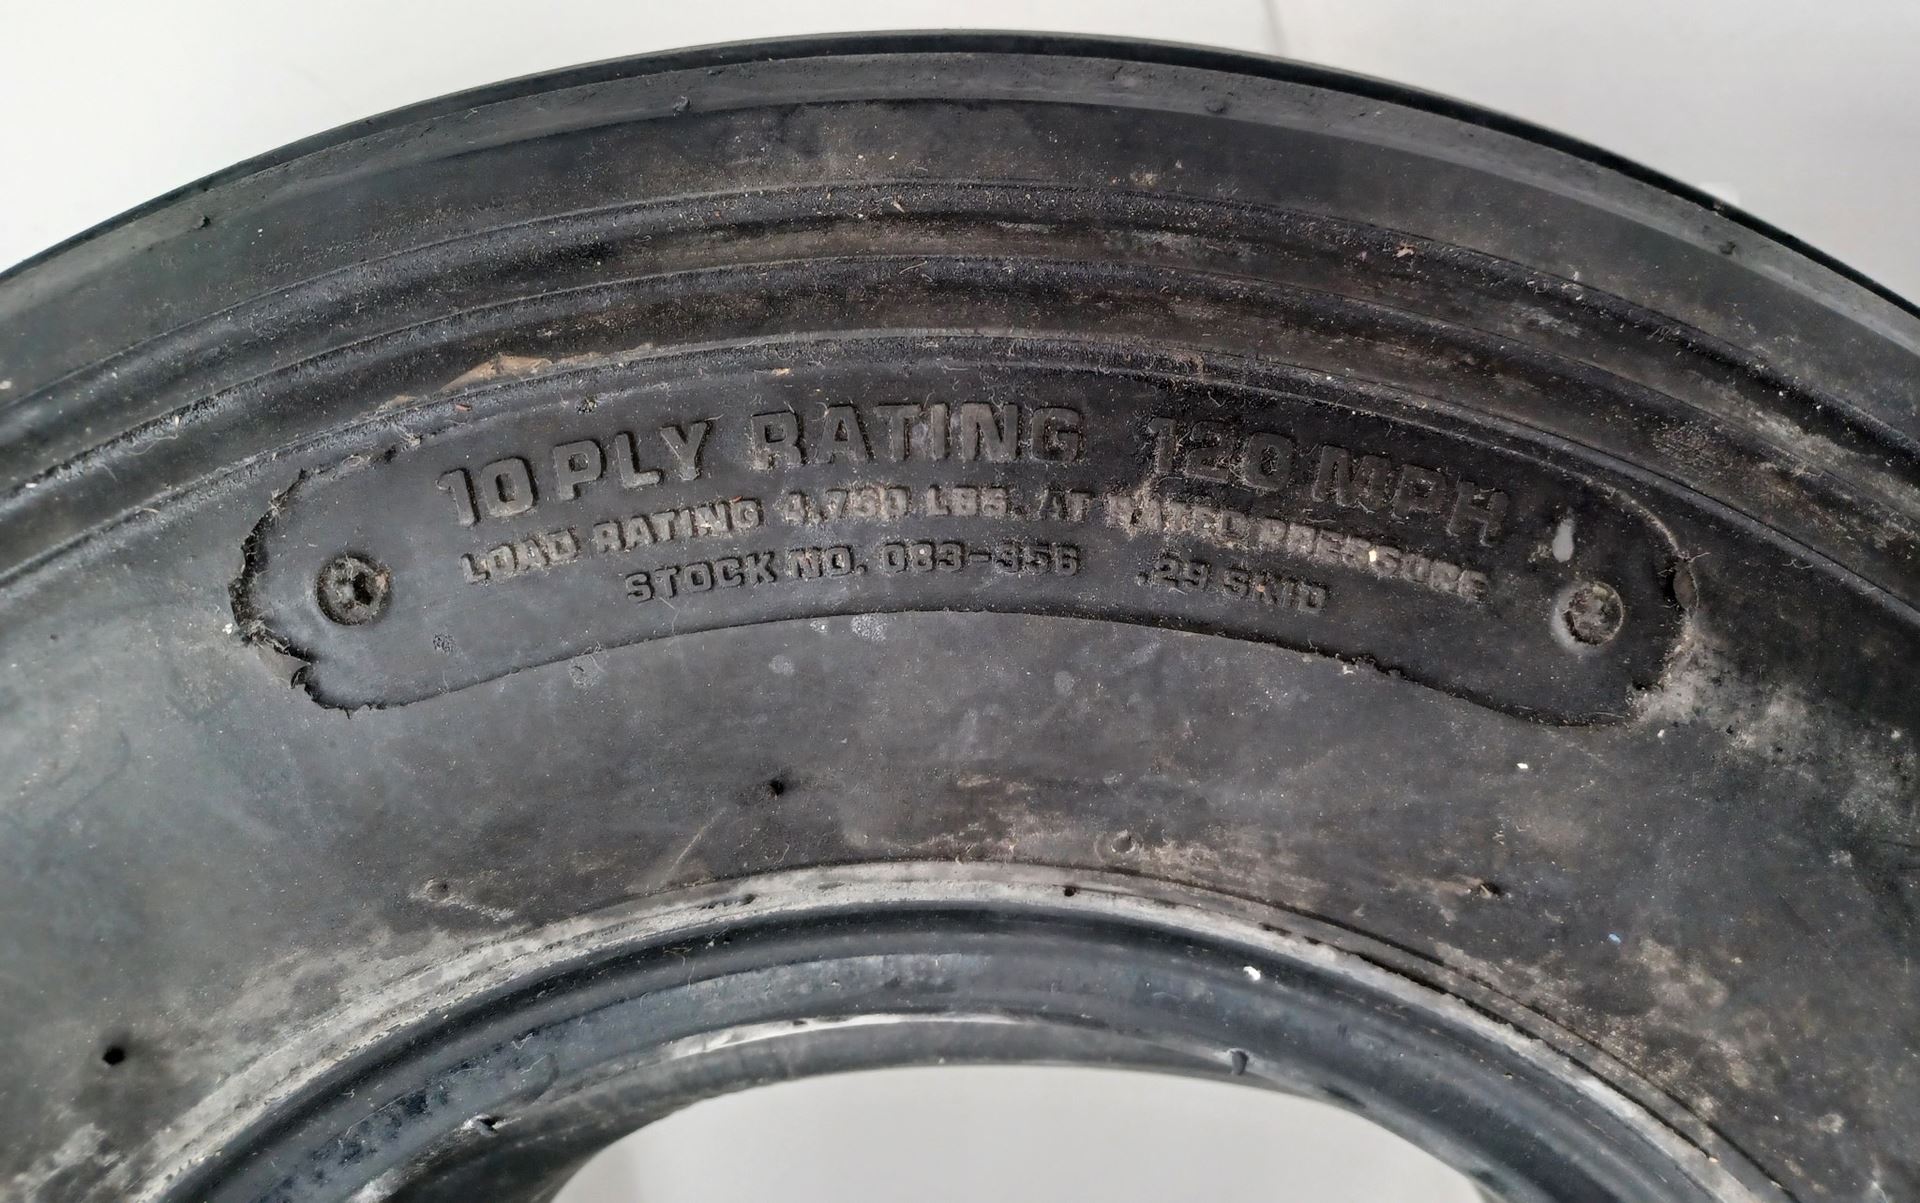 10 PLY RATING 120 MPH
LOAD RATING 4,750 LBS. AT RATED PRESSURE
STOCK NO. 083-356 .29 SKID